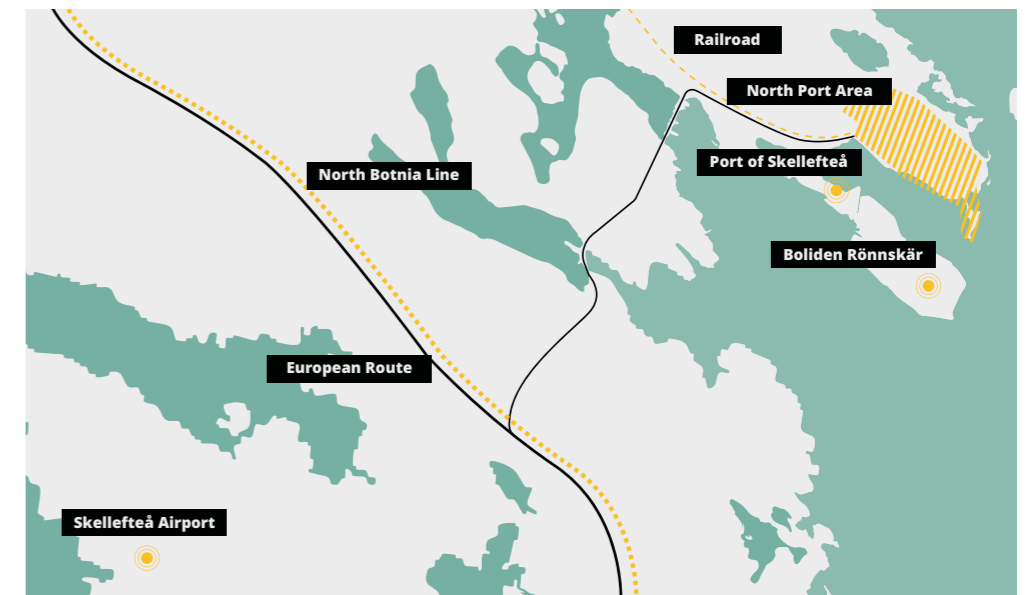 Railroad
North Port Area
Port of Skellefteå
North Botnia Line
Boliden Rönnskär
European Route
Skellefteå Airport